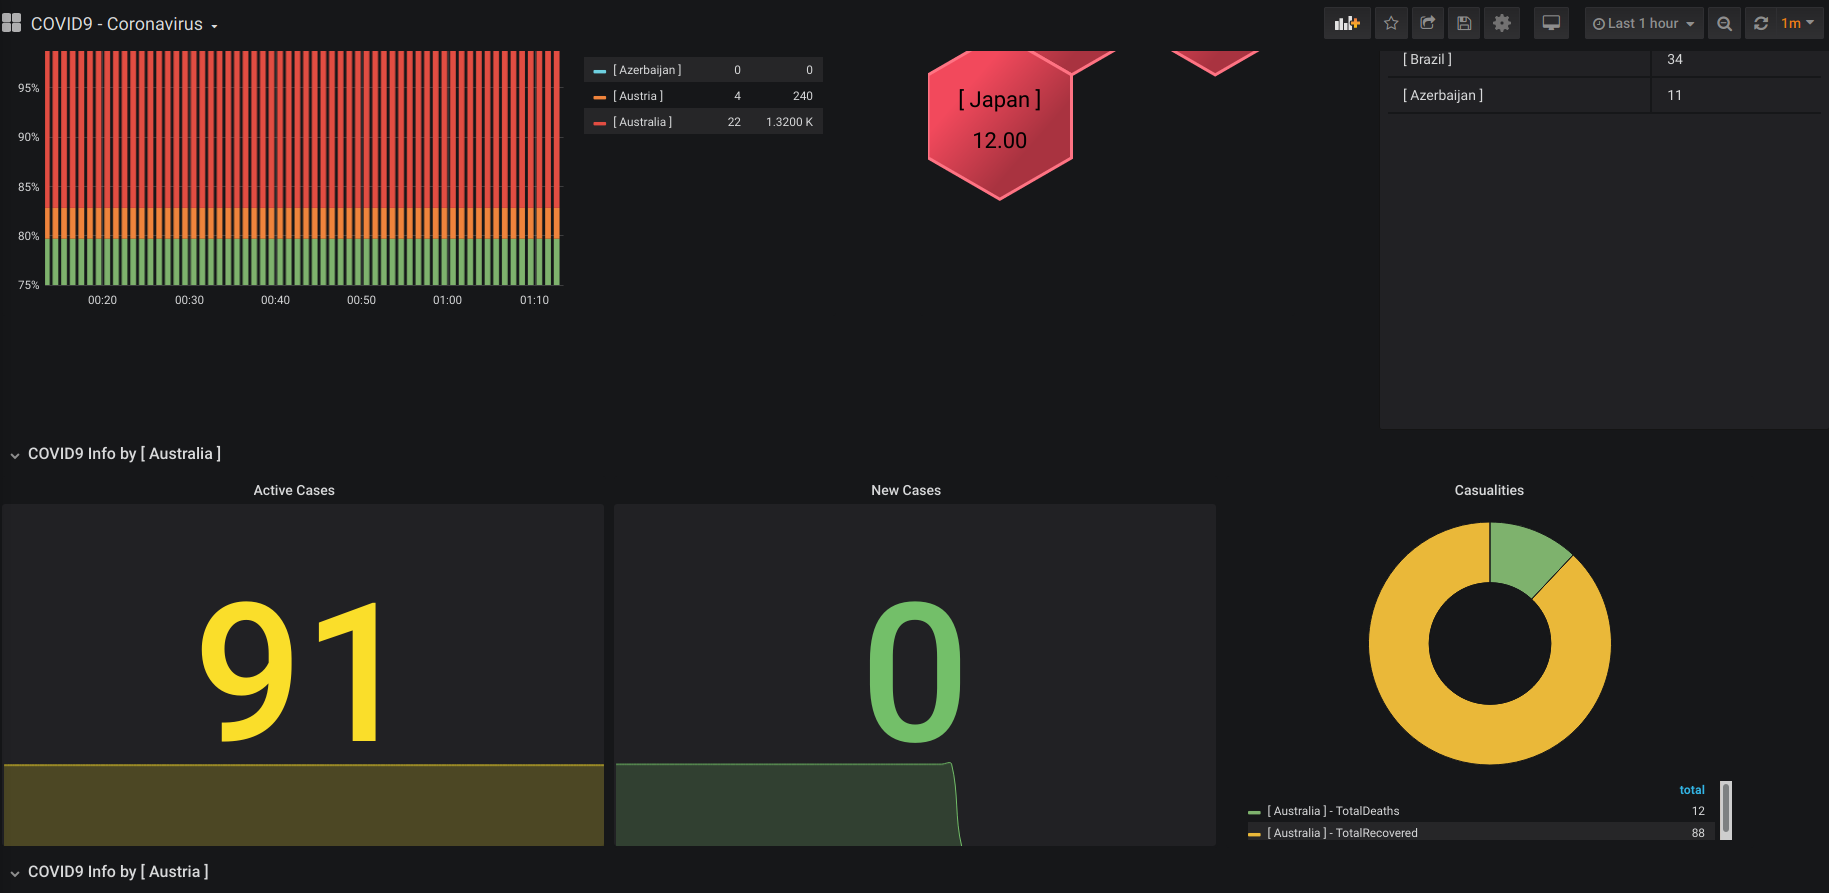 COVID9 - Coronavirus
Last 1 hour
1m
95%
90%
85%
80%
75%
00:20 00:30 00:40 00:50 01:00 01:10
[ Azerbaijan ] 0 0
[ Austria ] 4 240
[ Australia ] 22 1.3200 K
[ Japan ]
12.00
[ Brazil ] 34
[ Azerbaijan ] 11
COVID9 Info by [ Australia ]
Active Cases
91
New Cases
0
Casualities
total
[ Australia ] - TotalDeaths 12
[ Australia ] - TotalRecovered 88
COVID9 Info by [ Austria ]